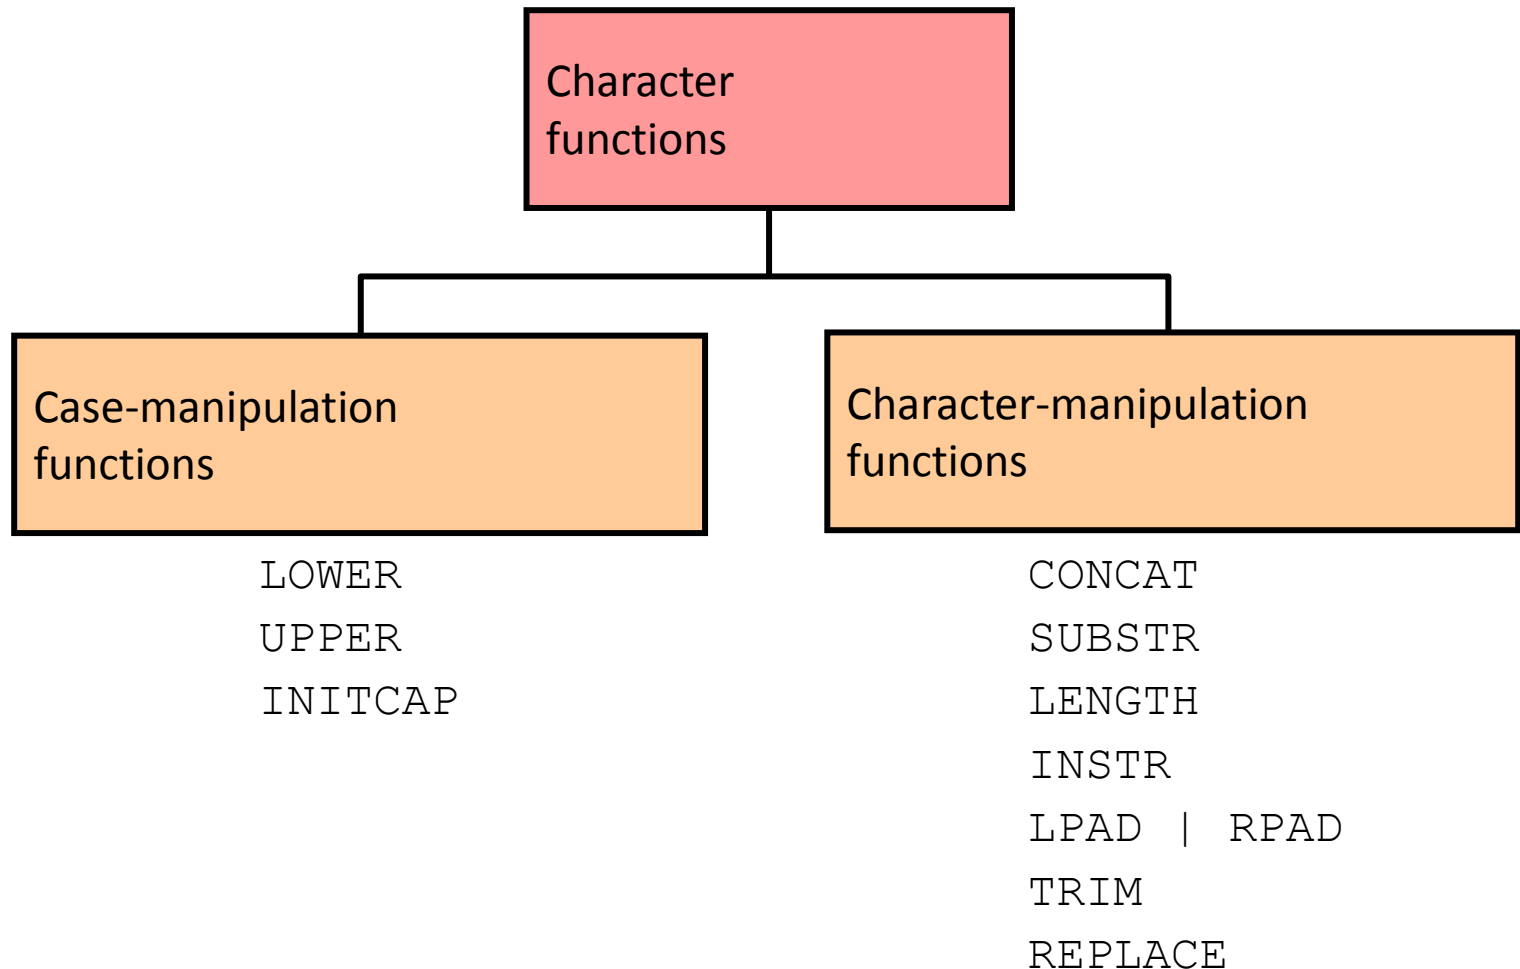 Character
functions
Case-manipulation
functions
LOWER
UPPER
INITCAP
Character-manipulation
functions
CONCAT
SUBSTR
LENGTH
INSTR
LPAD | RPAD
TRIM
REPLACE